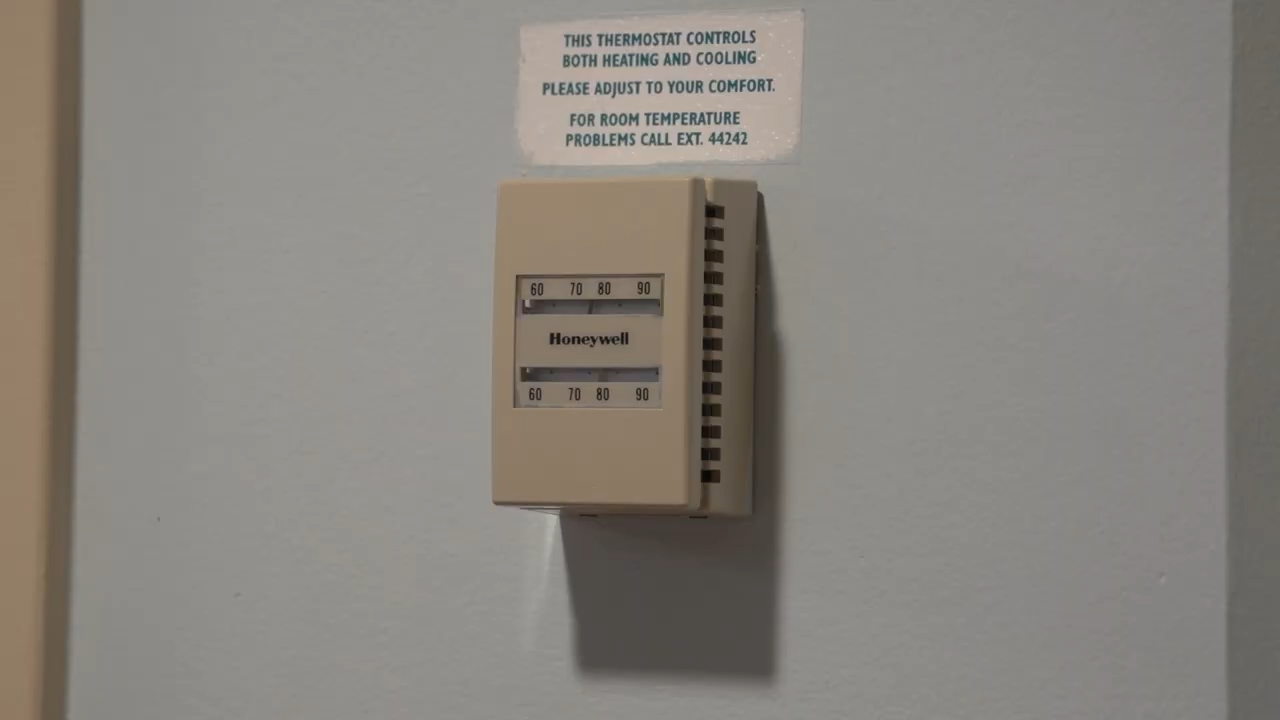 THIS THERMOSTAT CONTROLS
BOTH HEATING AND COOLING
PLEASE ADJUST TO YOUR COMFORT.
FOR ROOM TEMPERATURE
PROBLEMS CALL EXT. 44242
60 70 80 90
Honeywell
60 70 80 90